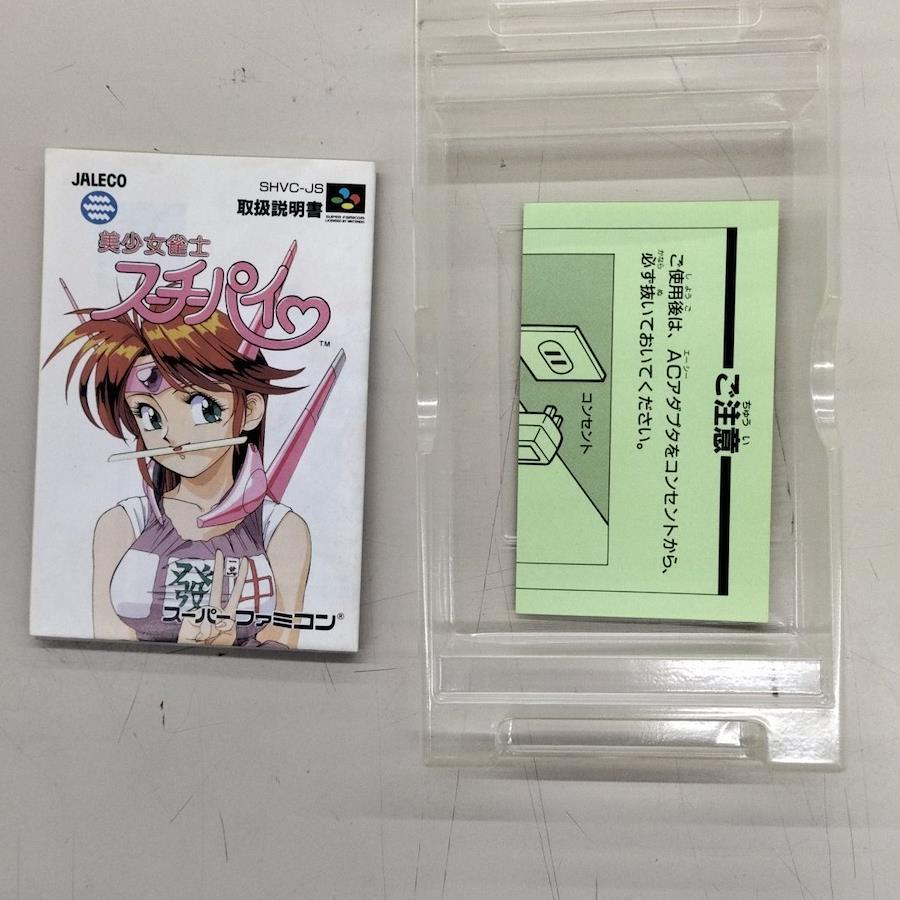 JALECO
SHVC-JS
取扱説明書
SUPER FAMICOM
LICENSED BY NINTENDO
美少女雀士
スーチーパイ
TM
發 中
スーパーファミコン®
ご注意
ちゅうい
ご使用後は、ACアダプタをコンセントから、
しようご
エーシー
必ず抜いておいてください。
かなら
ぬ
コンセント